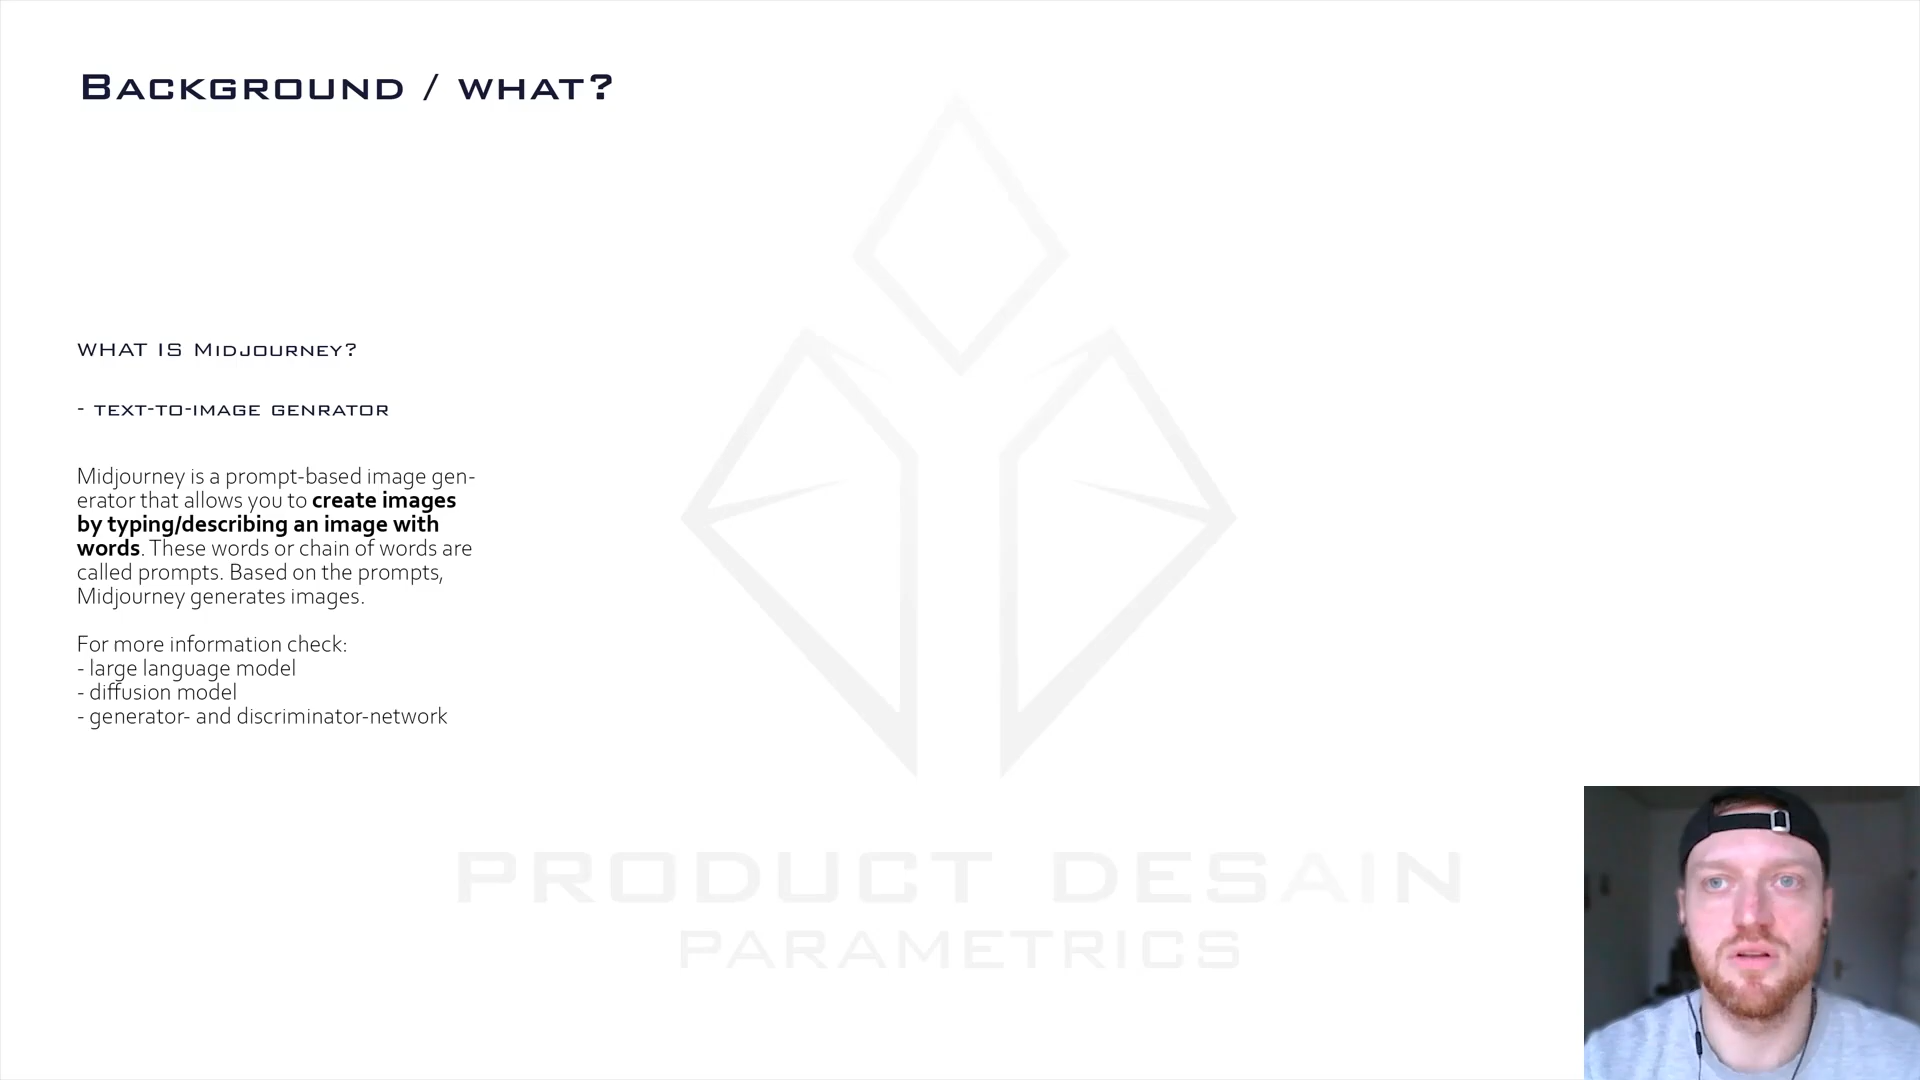 Background / what?
WHAT IS Midjourney?
- text-to-image genrator
Midjourney is a prompt-based image gen-
erator that allows you to create images
by typing/describing an image with
words. These words or chain of words are
called prompts. Based on the prompts,
Midjourney generates images.
For more information check:
- large language model
- diffusion model
- generator- and discriminator-network
PRODUCT DESAIN
PARAMETRICS